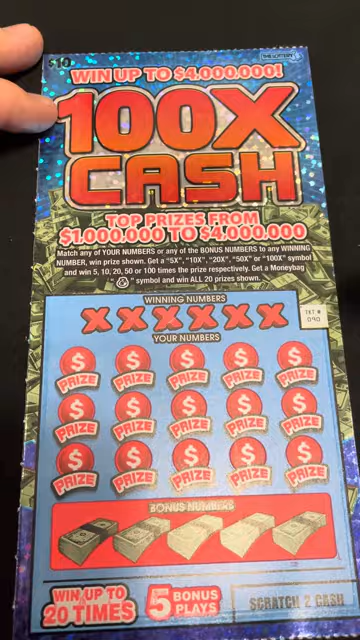 $10
THE LOTTERY
WIN UP TO $4,000,000!
100X
CASH
TOP PRIZES FROM
$1,000,000 TO $4,000,000
Match any of YOUR NUMBERS or any of the BONUS NUMBERS to any WINNING
NUMBER, win prize shown. Get a "5X", "10X", "20X", "50X" or "100X" symbol
and win 5, 10, 20, 50 or 100 times the prize respectively. Get a Moneybag
symbol and win ALL 20 prizes shown.
WINNING NUMBERS
X X X X X X
TKT #
090
YOUR NUMBERS
$ $ $ $ $
PRIZE PRIZE PRIZE PRIZE PRIZE
$ $ $ $ $
PRIZE PRIZE PRIZE PRIZE PRIZE
$ $ $ $ $
PRIZE PRIZE PRIZE PRIZE PRIZE
BONUS NUMBERS
WIN UP TO
20 TIMES
5 BONUS
PLAYS
SCRATCH 2 CASH